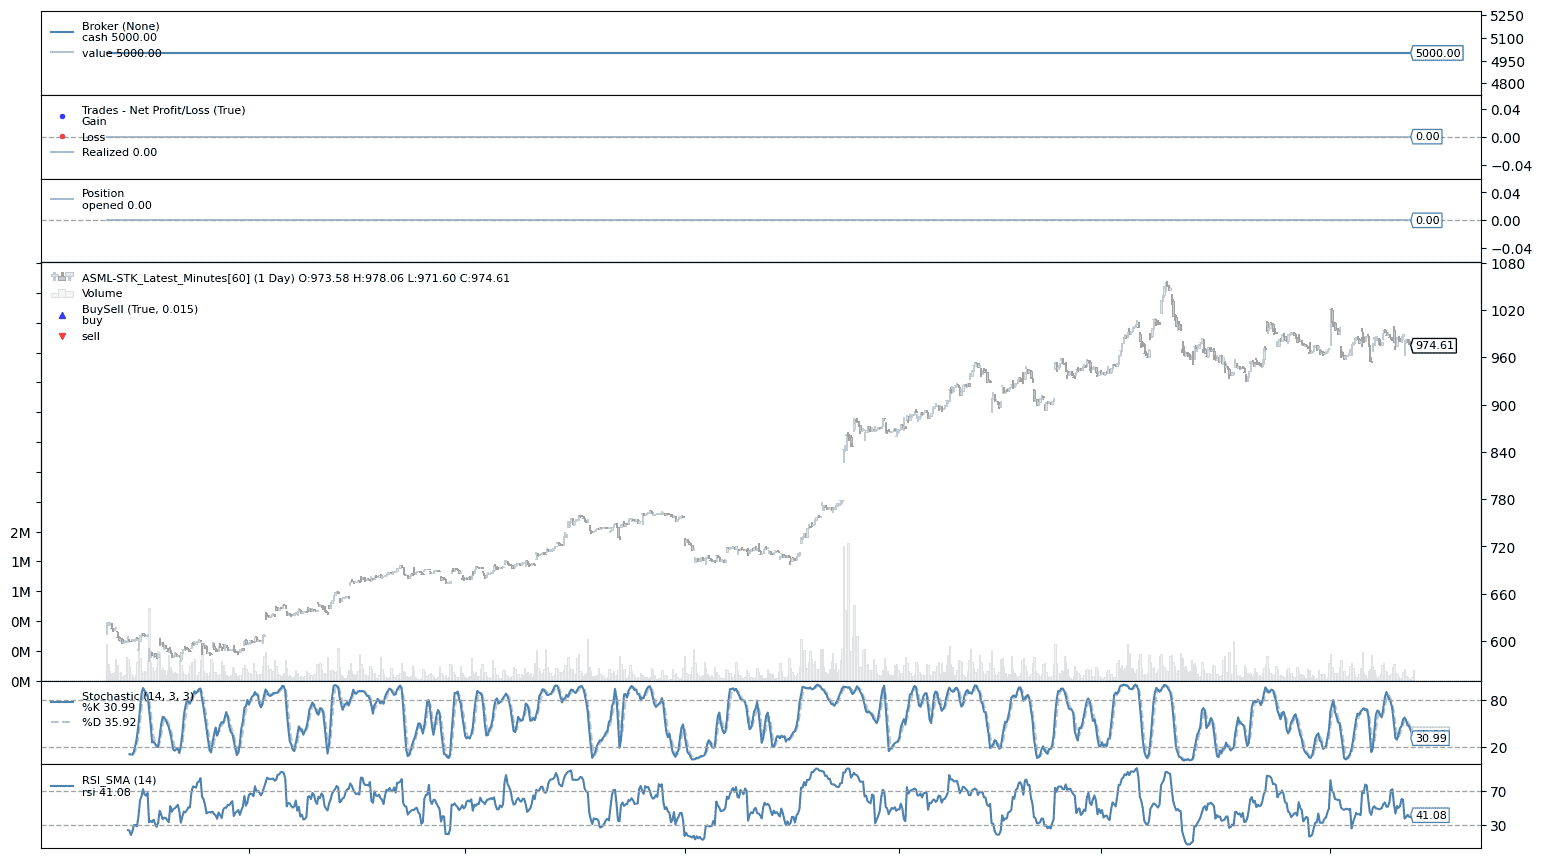 Broker (None)
cash 5000.00
value 5000.00
5250
5100
4950
4800
5000.00
Trades - Net Profit/Loss (True)
Gain
Loss
Realized 0.00
0.04
0.00
−0.04
0.00
Position
opened 0.00
0.04
0.00
−0.04
0.00
ASML-STK_Latest_Minutes[60] (1 Day) O:973.58 H:978.06 L:971.60 C:974.61
Volume
BuySell (True, 0.015)
buy
sell
1080
1020
960
900
840
780
720
660
600
974.61
2M
1M
1M
0M
0M
0M
Stochastic (14, 3, 3)
%K 30.99
%D 35.92
80
20
30.99
RSI_SMA (14)
rsi 41.08
70
30
41.08